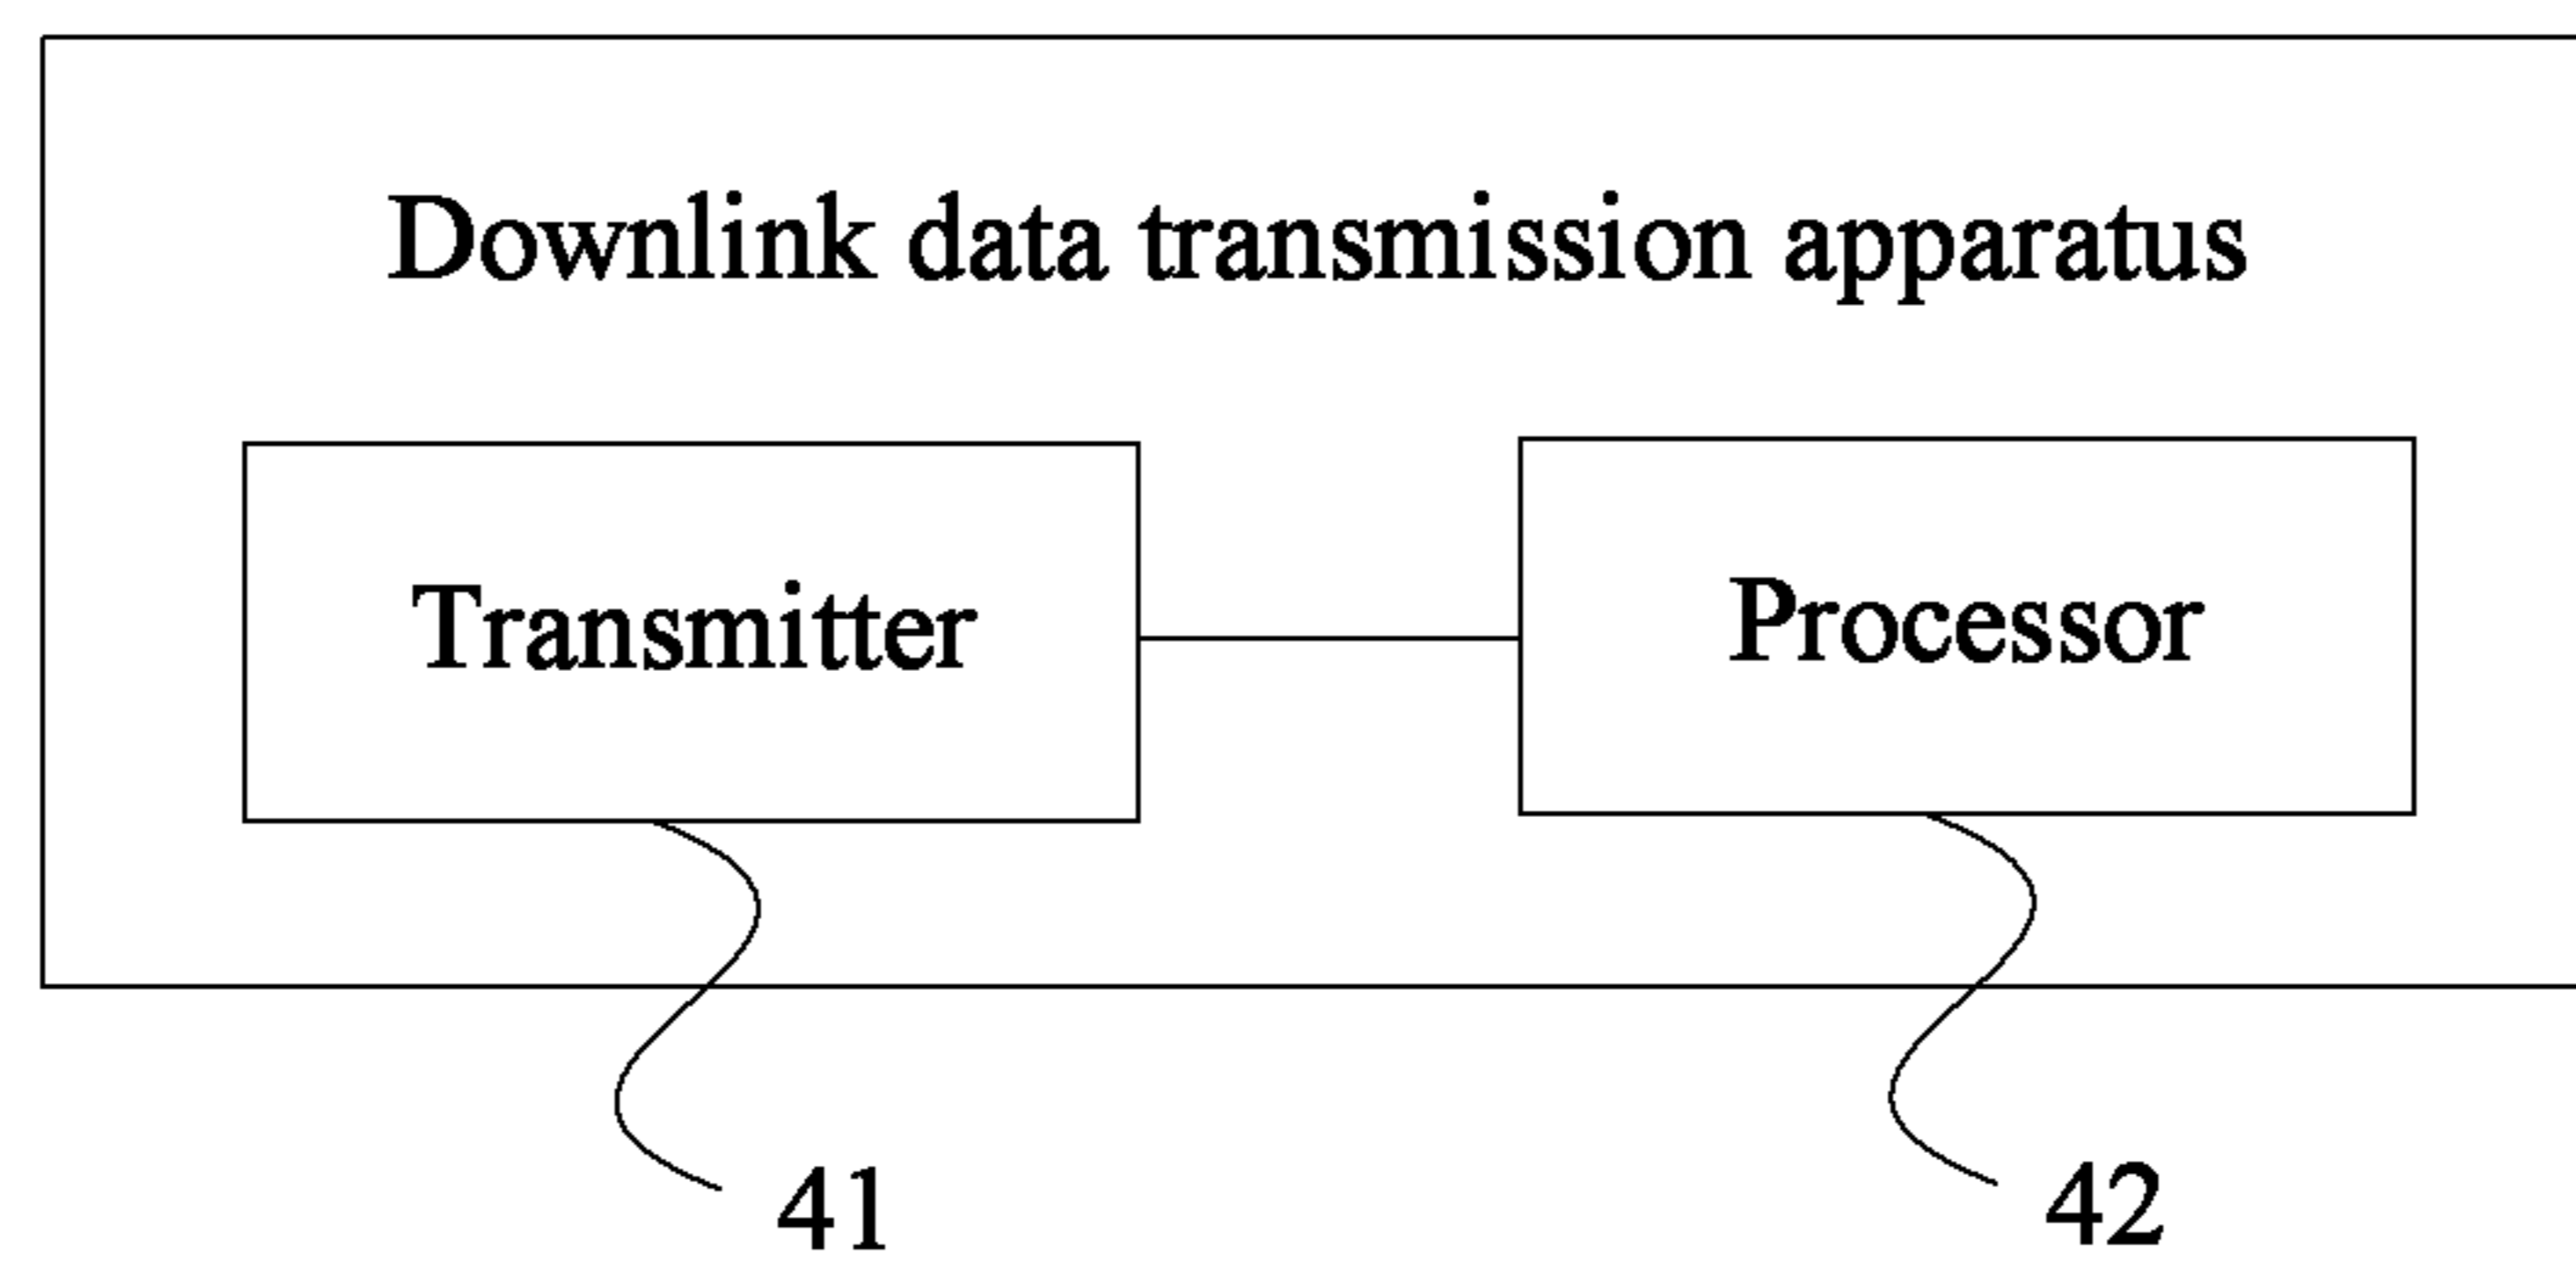 Downlink data transmission apparatus
Transmitter
Processor
41
42